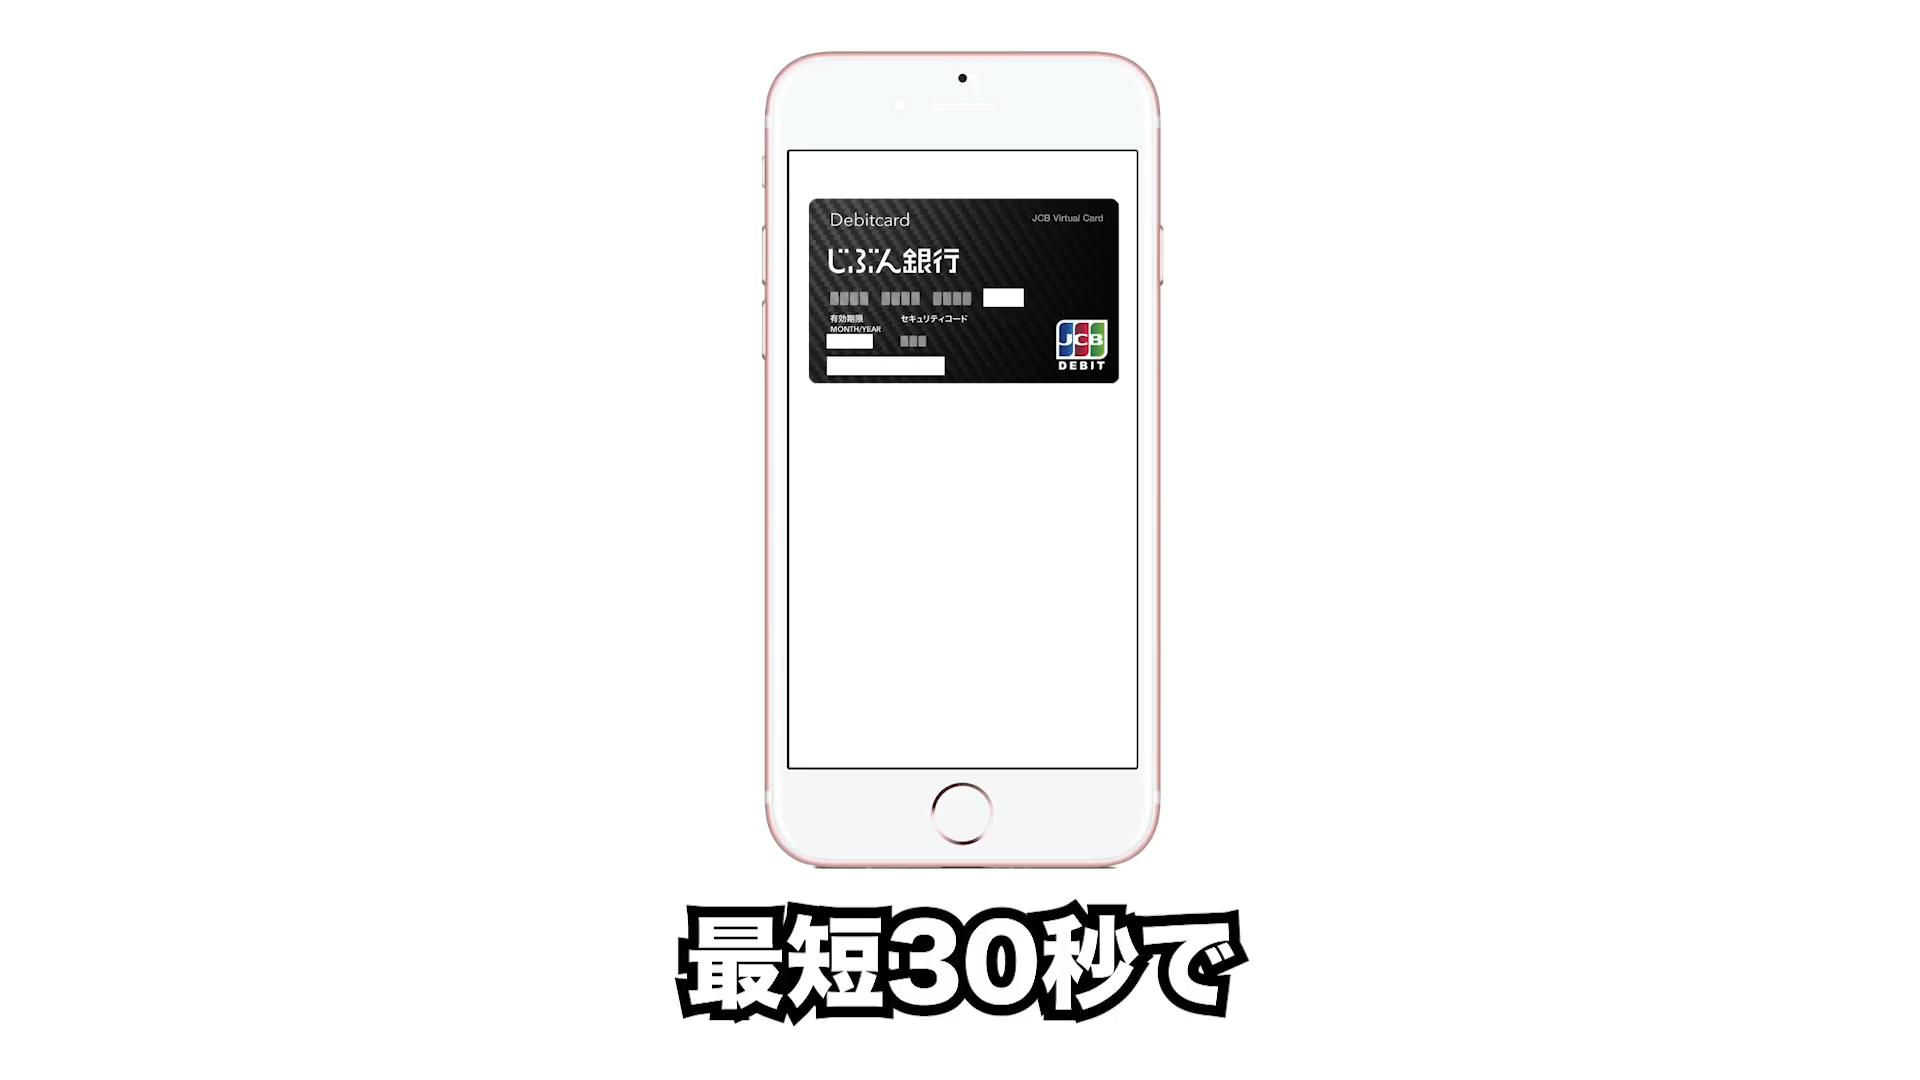 Debitcard
JCB Virtual Card
じぶん銀行
有効期限
セキュリティコード
MONTH/YEAR
JCB
DEBIT
最短30秒で